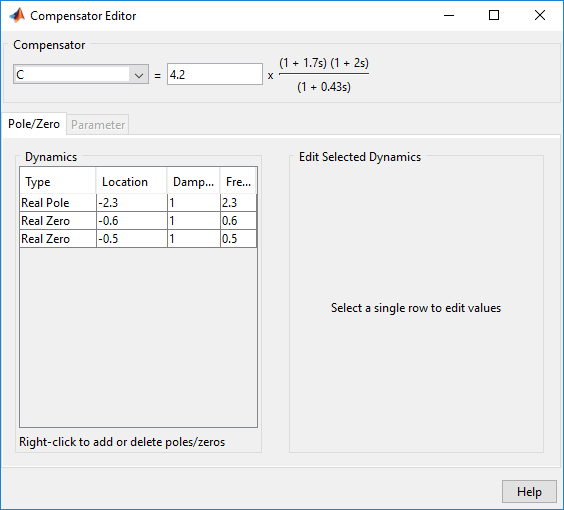 Compensator Editor
Compensator
C = 4.2 x (1 + 1.7s) (1 + 2s)
(1 + 0.43s)
Pole/Zero Parameter
Dynamics
Type Location Damp... Fre...
Real Pole -2.3 1 2.3
Real Zero -0.6 1 0.6
Real Zero -0.5 1 0.5
Right-click to add or delete poles/zeros
Edit Selected Dynamics
Select a single row to edit values
Help